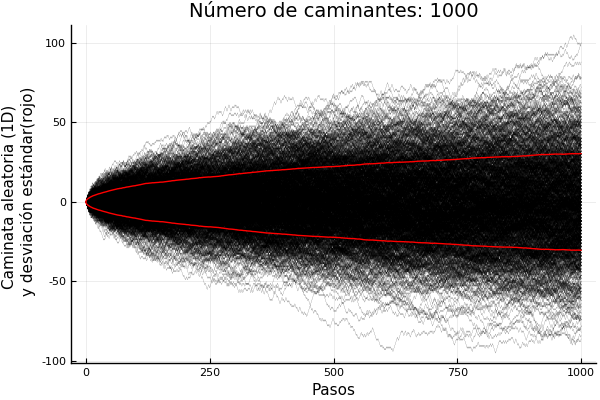 Número de caminantes: 1000
Caminata aleatoria (1D)
y desviación estándar(rojo)
100
50
0
-50
-100
0
250
500
750
1000
Pasos